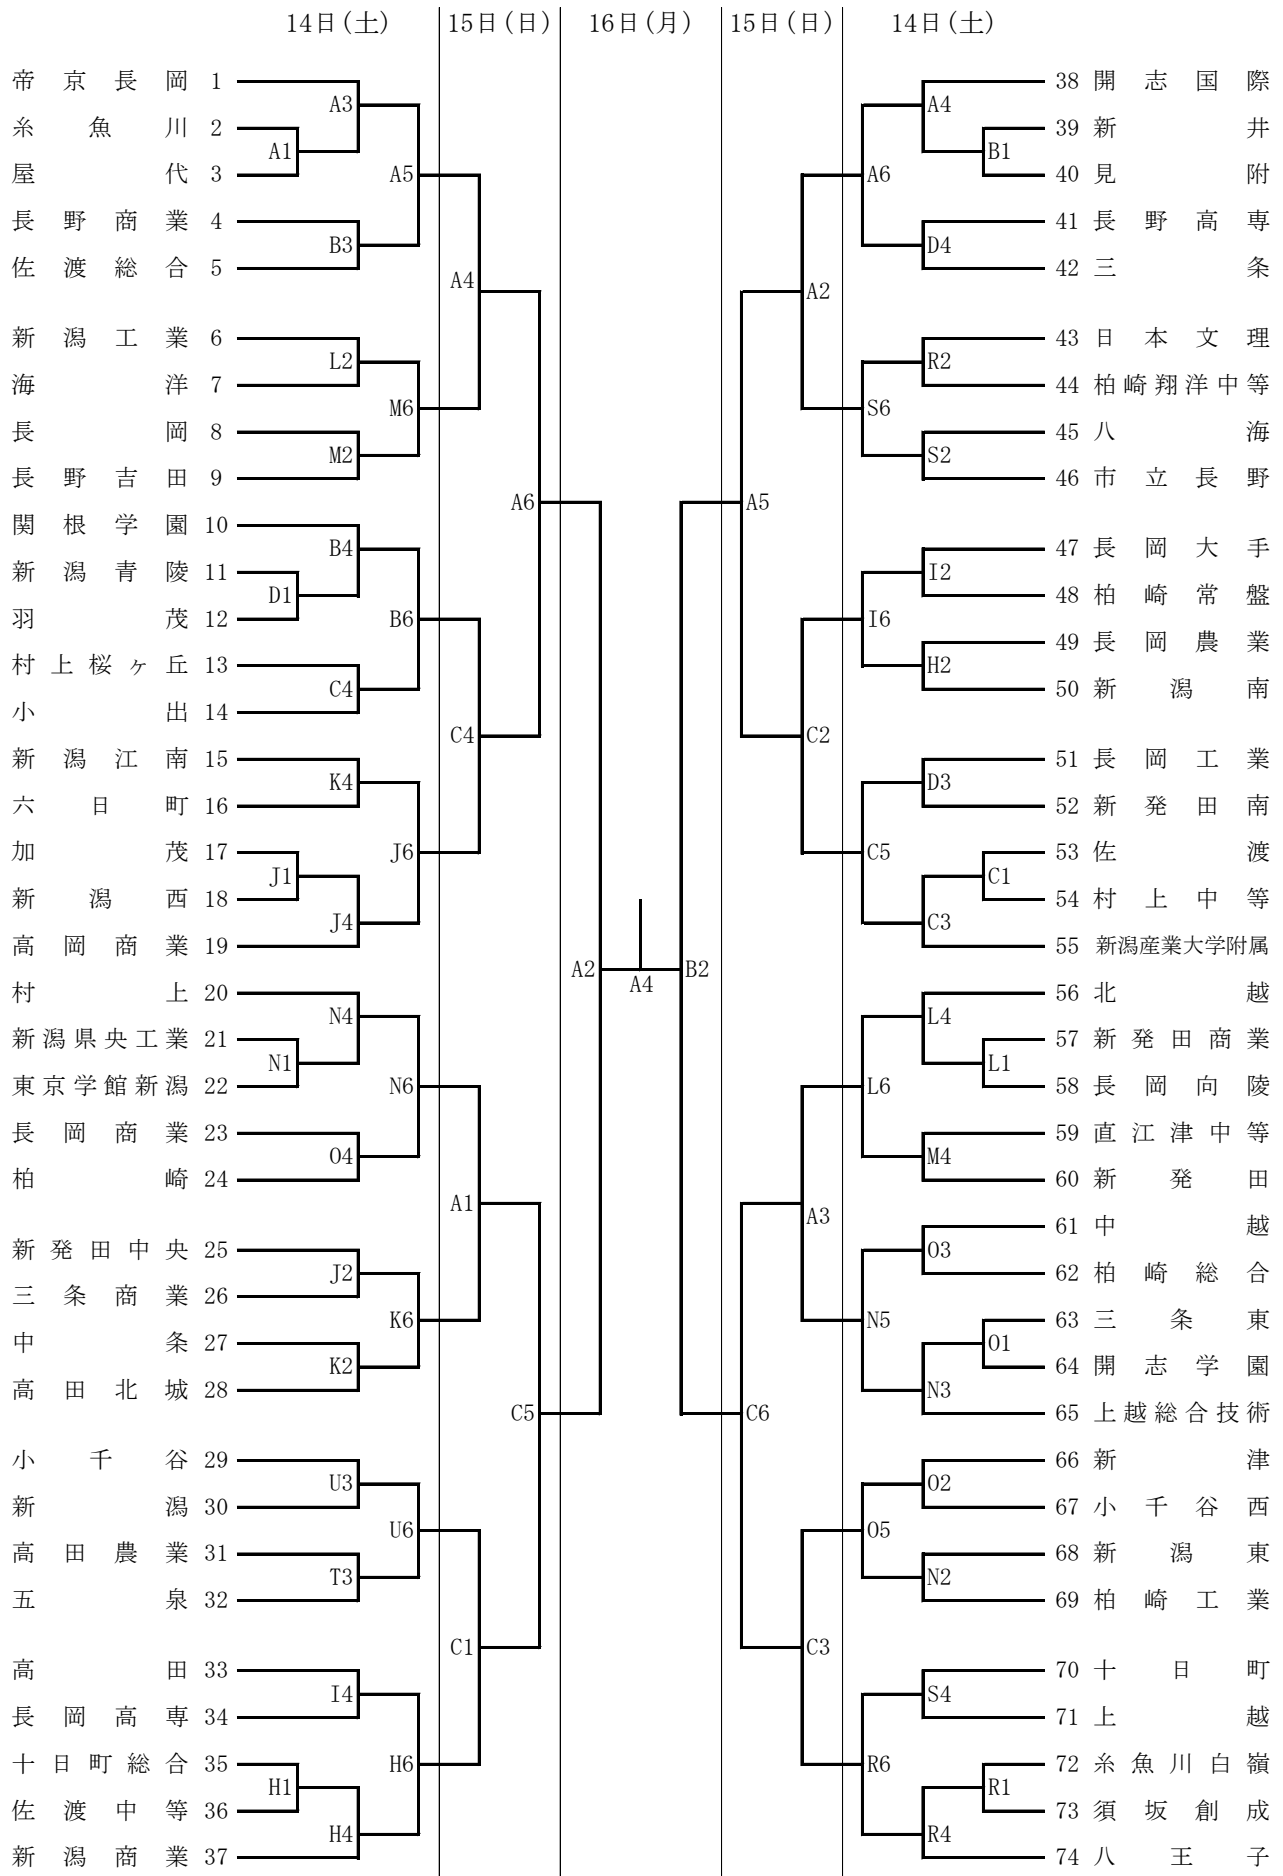 14日(土) 15日(日) 16日(月) 15日(日) 14日(土)
帝京長岡 1
糸魚川 2
屋代 3
長野商業 4
佐渡総合 5
新潟工業 6
海洋 7
長岡 8
長野吉田 9
関根学園 10
新潟青陵 11
羽茂 12
村上桜ヶ丘 13
小出 14
新潟江南 15
六日町 16
加茂 17
新潟西 18
高岡商業 19
村上 20
新潟県央工業 21
東京学館新潟 22
長岡商業 23
柏崎 24
新発田中央 25
三条商業 26
中条 27
高田北城 28
小千谷 29
新潟 30
高田農業 31
五泉 32
高田 33
長岡高専 34
十日町総合 35
佐渡中等 36
新潟商業 37
A3
A1
A5
B3
A4
L2
M6
M2
A6
B4
D1
B6
C4
C4
K4
J6
J1
J4
A2
A4
B2
N4
N1
N6
O4
A1
J2
K6
K2
C5
U3
U6
T3
C1
I4
H6
H1
H4
A4
B1
A6
D4
A2
R2
S6
S2
A5
I2
I6
H2
C2
D3
C5
C1
C3
L4
L1
L6
M4
A3
O3
N5
O1
N3
C6
O2
O5
N2
C3
S4
R6
R1
R4
38 開志国際
39 新井
40 見附
41 長野高専
42 三条
43 日本文理
44 柏崎翔洋中等
45 八海
46 市立長野
47 長岡大手
48 柏崎常盤
49 長岡農業
50 新潟南
51 長岡工業
52 新発田南
53 佐渡
54 村上中等
55 新潟産業大学附属
56 北越
57 新発田商業
58 長岡向陵
59 直江津中等
60 新発田
61 中越
62 柏崎総合
63 三条東
64 開志学園
65 上越総合技術
66 新津
67 小千谷西
68 新潟東
69 柏崎工業
70 十日町
71 上越
72 糸魚川白嶺
73 須坂創成
74 八王子